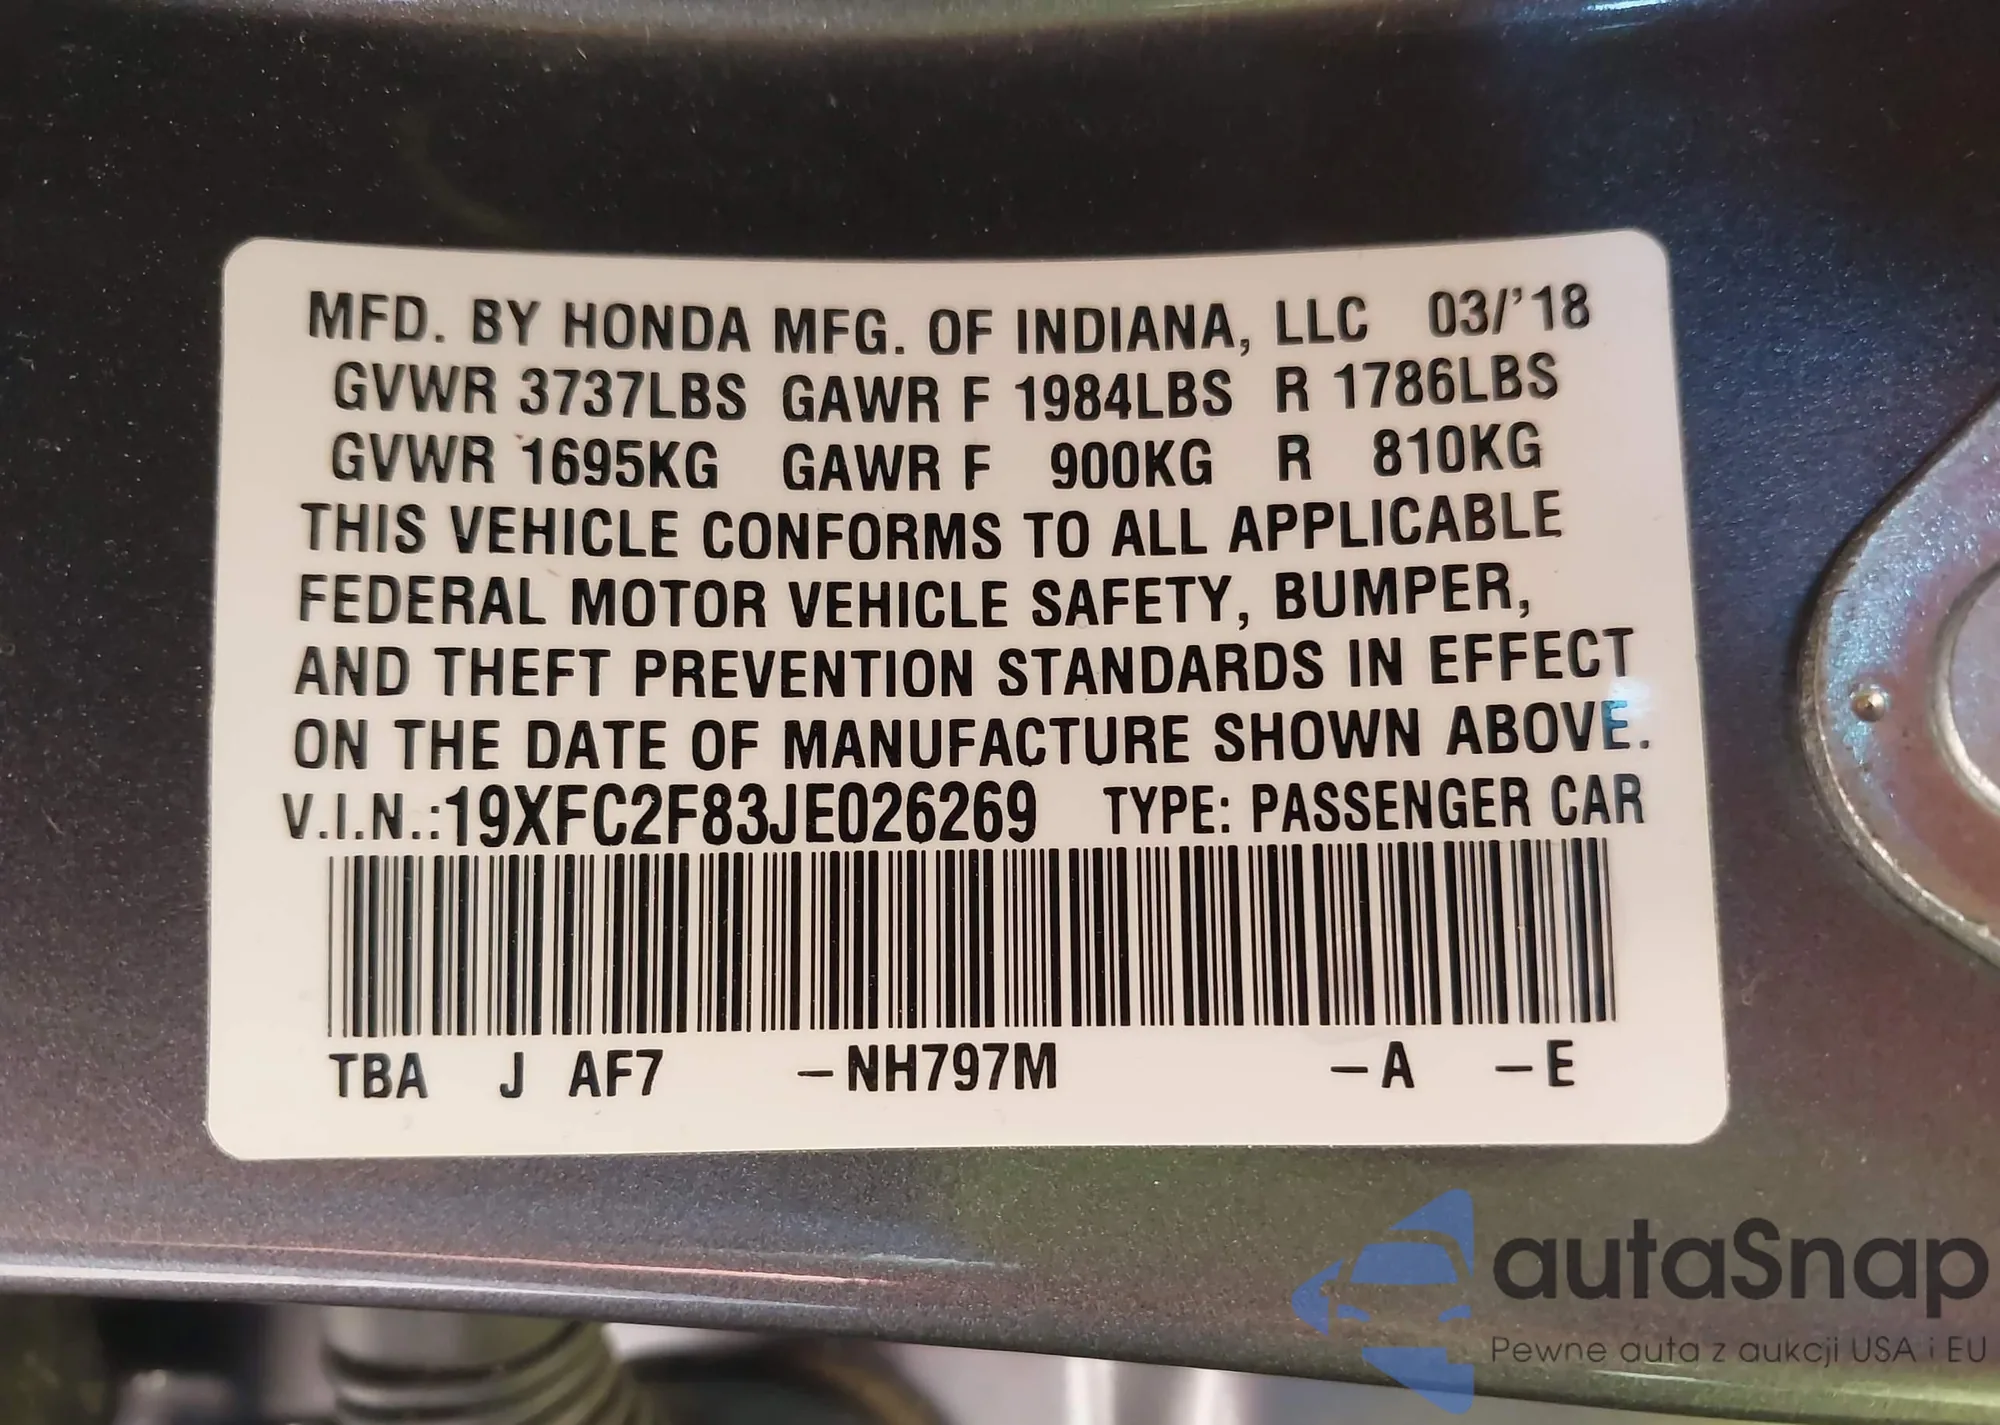 MFD. BY HONDA MFG. OF INDIANA, LLC 03/'18
GVWR 3737LBS GAWR F 1984LBS R 1786LBS
GVWR 1695KG GAWR F 900KG R 810KG
THIS VEHICLE CONFORMS TO ALL APPLICABLE
FEDERAL MOTOR VEHICLE SAFETY, BUMPER,
AND THEFT PREVENTION STANDARDS IN EFFECT
ON THE DATE OF MANUFACTURE SHOWN ABOVE.
V.I.N.:19XFC2F83JE026269 TYPE: PASSENGER CAR
TBA J AF7 –NH797M –A –E
autaSnap
Pewne auta z aukcji USA i EU